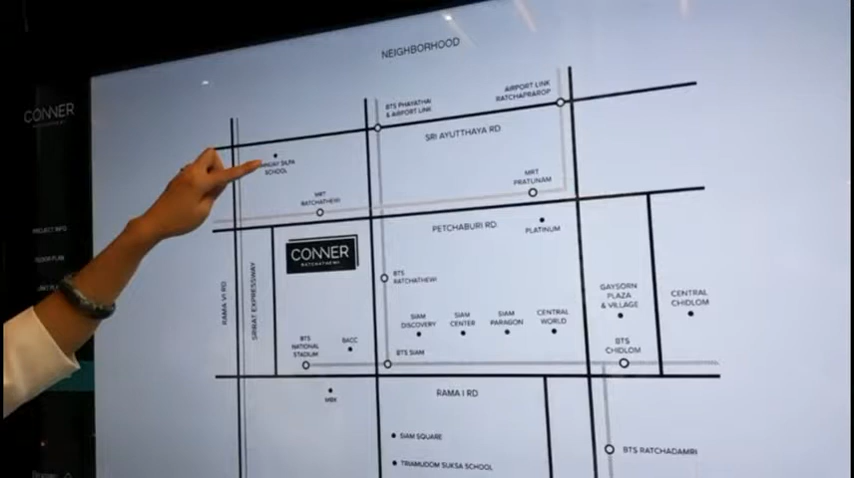 NEIGHBORHOOD
CONNER
BTS PHAYATHAI
& AIRPORT LINK
AIRPORT LINK
RATCHAPRAROP
SRI AYUTTHAYA RD
SILPA
SCHOOL
MRT
RATCHATHEWI
MRT
PRATUNAM
PETCHABURI RD
PLATINUM
CONNER
RATCHATHEWI
BTS
RATCHATHEWI
PROJECT INFO
FLOOR PLAN
RAMA VI RD
SRIRAT EXPRESSWAY
GAYSORN
PLAZA
& VILLAGE
CENTRAL
CHIDLOM
SIAM
DISCOVERY
SIAM
CENTER
SIAM
PARAGON
CENTRAL
WORLD
BTS
NATIONAL
STADIUM
BACC
BTS SIAM
BTS
CHIDLOM
MBK
RAMA I RD
SIAM SQUARE
TRIAMUDOM SUKSA SCHOOL
BTS RATCHADAMRI